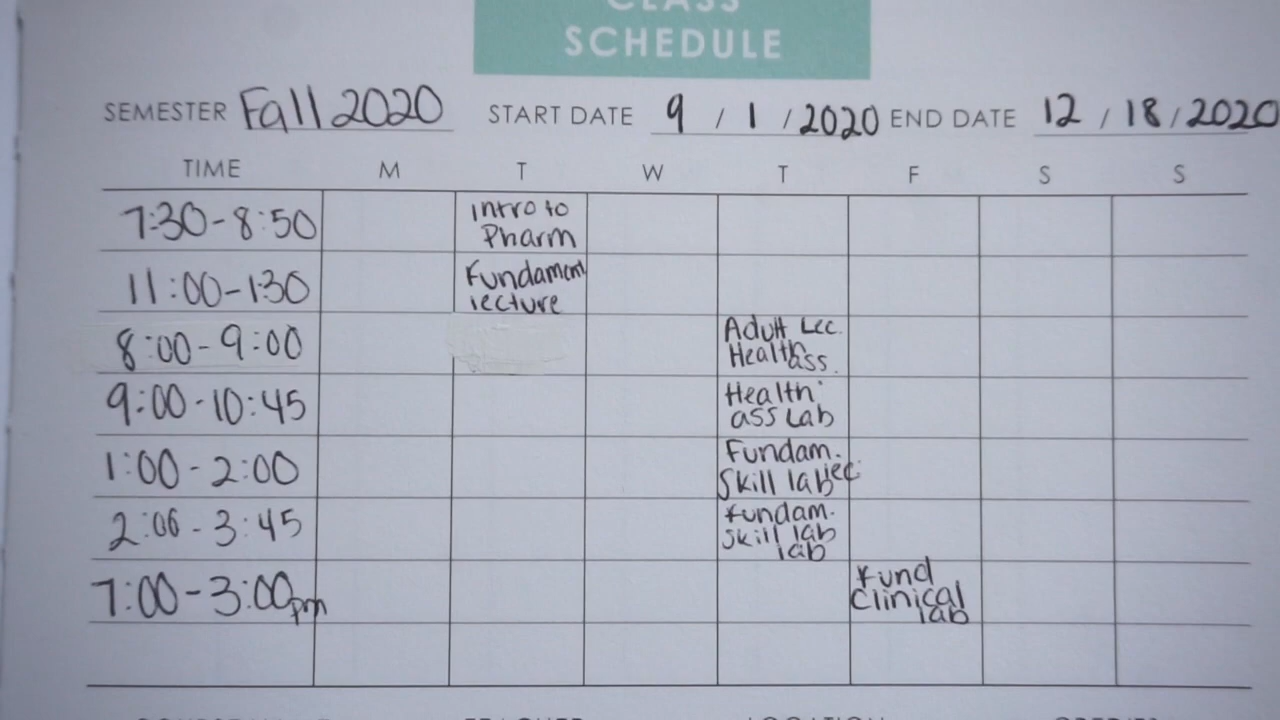 CLASS
SCHEDULE
SEMESTER Fall 2020 START DATE 9 / 1 / 2020 END DATE 12 / 18 / 2020
TIME M T W T F S S
7:30-8:50 Intro to
Pharm
11:00-1:30 Fundament
lecture
8:00-9:00 Adult Lec.
Health ass.
9:00-10:45 Health
ass Lab
1:00-2:00 Fundam.
Skill lab lec.
2:00-3:45 Fundam.
Skill lab
lab
7:00-3:00pm Fund
Clinical
lab